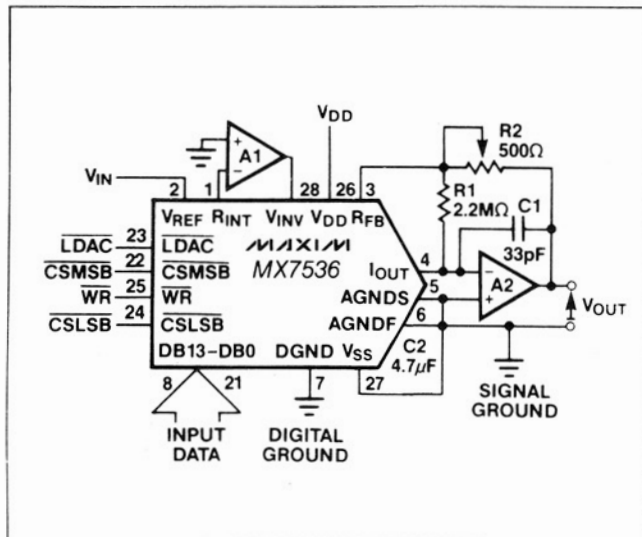 VDD
R2
500Ω
A1
+
−
VIN
2 1 28 26 3
R1
2.2MΩ
C1
33pF
VREF RINT VINV VDD RFB
MAXIM
MX7536
LDAC 23 LDAC
CSMSB 22 CSMSB
WR 25 WR
CSLSB 24 CSLSB
IOUT 4
AGNDS 5
AGNDF 6
−
+
A2
VOUT
DB13-DB0 DGND VSS
C2
4.7μF
8 21 7 27
INPUT
DATA
DIGITAL
GROUND
SIGNAL
GROUND